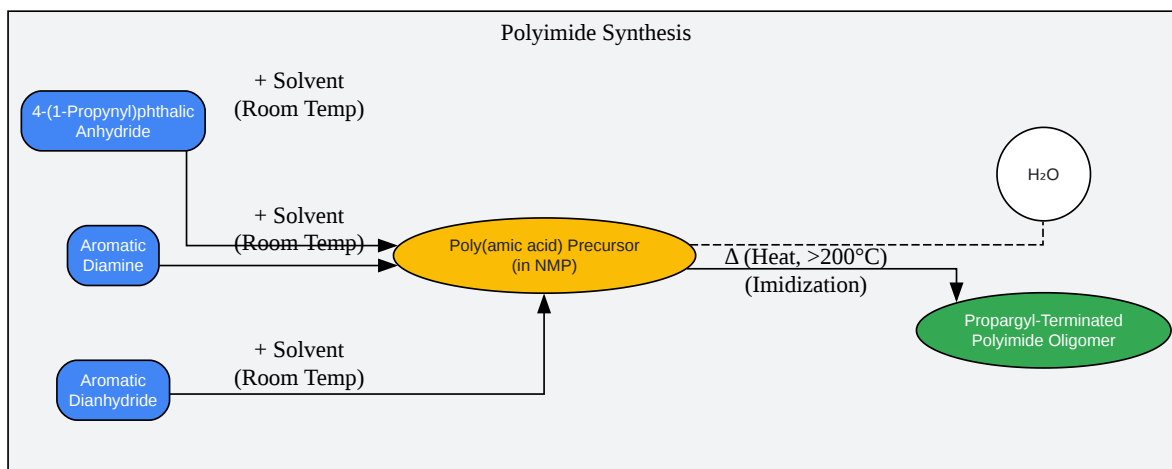 Polyimide Synthesis
+ Solvent
(Room Temp)
4-(1-Propynyl)phthalic
Anhydride
H₂O
+ Solvent
(Room Temp)
Aromatic
Diamine
Poly(amic acid) Precursor
(in NMP)
Δ (Heat, >200°C)
(Imidization)
Propargyl-Terminated
Polyimide Oligomer
+ Solvent
(Room Temp)
Aromatic
Dianhydride